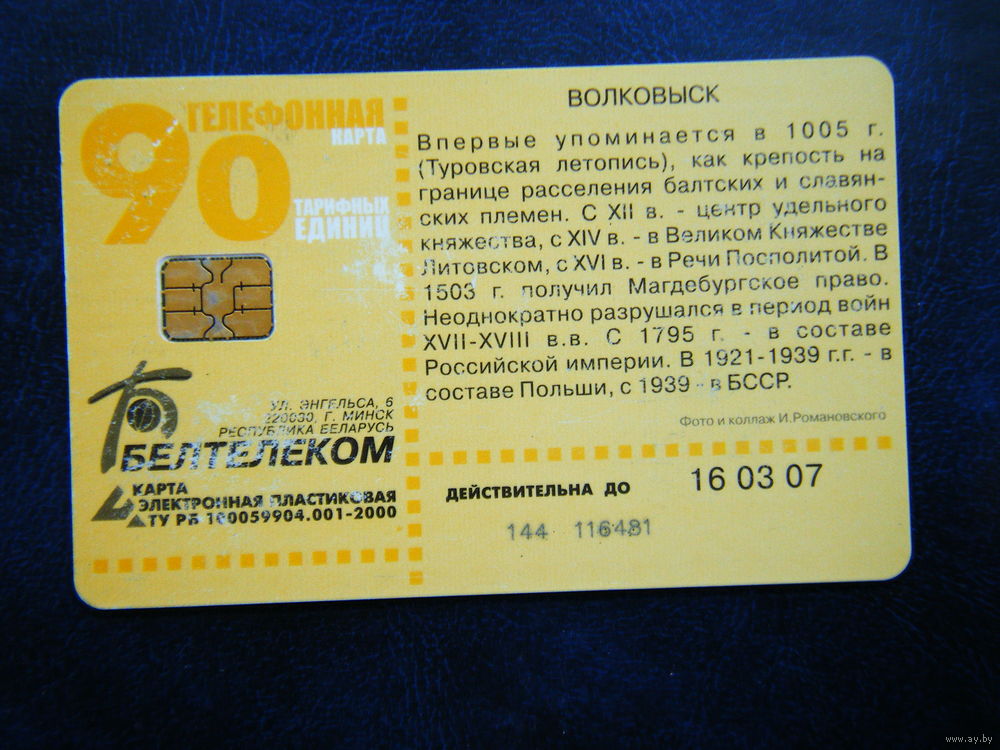 90
ТЕЛЕФОННАЯ
КАРТА
ТАРИФНЫХ
ЕДИНИЦ
УЛ. ЭНГЕЛЬСА, 6
220030, Г. МИНСК
РЕСПУБЛИКА БЕЛАРУСЬ
БЕЛТЕЛЕКОМ
КАРТА
ЭЛЕКТРОННАЯ ПЛАСТИКОВАЯ
ТУ РБ 100059904.001-2000
ВОЛКОВЫСК
Впервые упоминается в 1005 г.
(Туровская летопись), как крепость на
границе расселения балтских и славян-
ских племен. С XII в. - центр удельного
княжества, с XIV в. - в Великом Княжестве
Литовском, с XVI в. - в Речи Посполитой. В
1503 г. получил Магдебургское право.
Неоднократно разрушался в период войн
XVII-XVIII в.в. С 1795 г. - в составе
Российской империи. В 1921-1939 г.г. - в
составе Польши, с 1939 - в БССР.
Фото и коллаж И.Романовского
ДЕЙСТВИТЕЛЬНА ДО 16 03 07
144 116481
www.ay.by